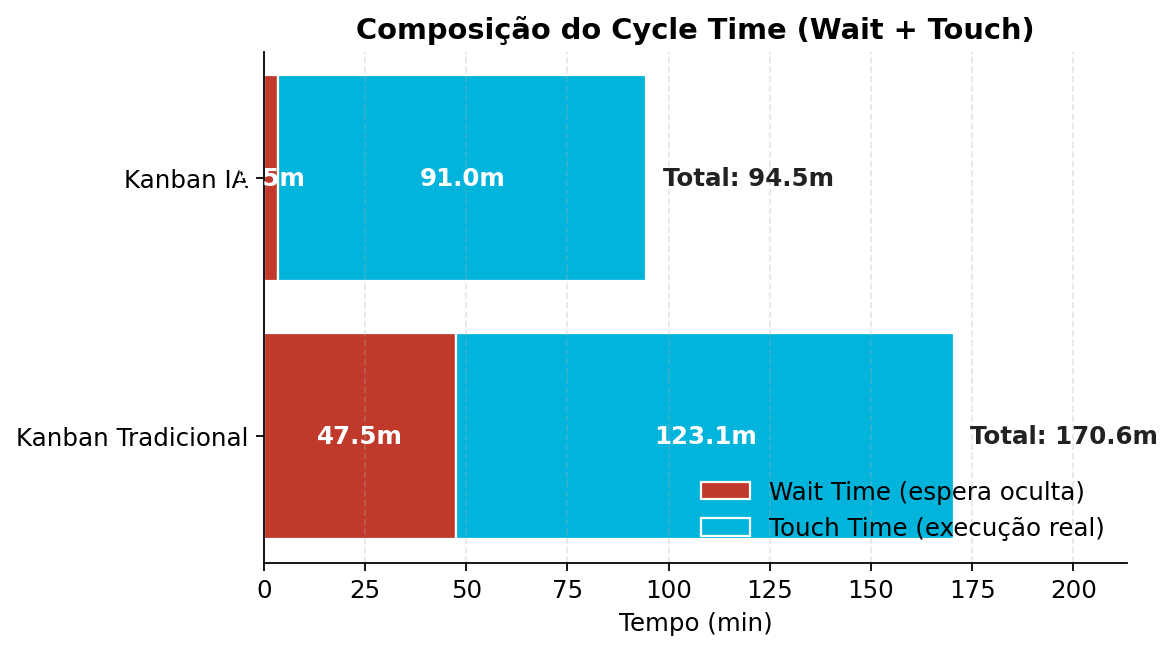 Composição do Cycle Time (Wait + Touch)
Kanban IA
5m
91.0m
Total: 94.5m
Kanban Tradicional
47.5m
123.1m
Total: 170.6m
Wait Time (espera oculta)
Touch Time (execução real)
0 25 50 75 100 125 150 175 200
Tempo (min)